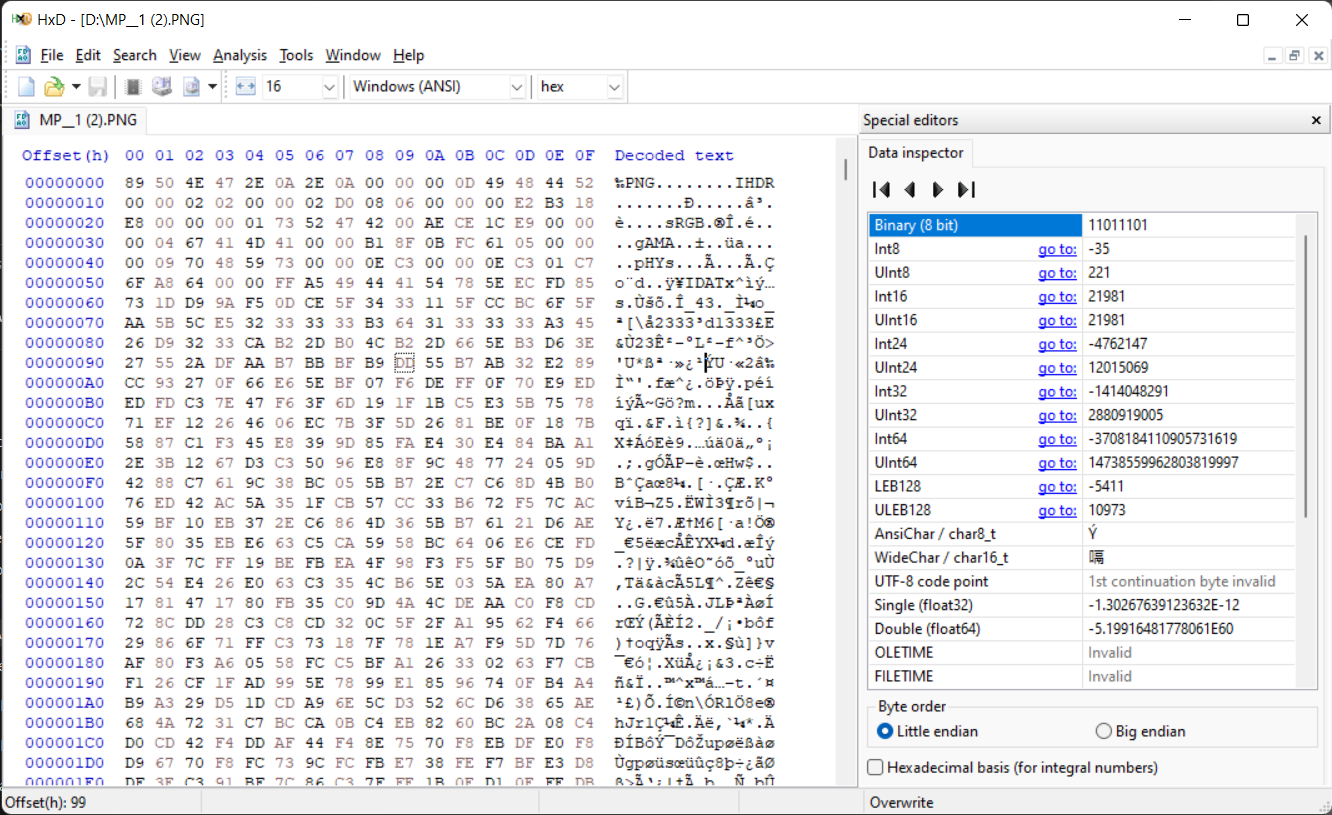 HxD - [D:\MP__1 (2).PNG]
File Edit Search View Analysis Tools Window Help
16 Windows (ANSI) hex
MP__1 (2).PNG
Offset(h) 00 01 02 03 04 05 06 07 08 09 0A 0B 0C 0D 0E 0F Decoded text
00000000 89 50 4E 47 2E 0A 2E 0A 00 00 00 0D 49 48 44 52 ‰PNG........IHDR
00000010 00 00 02 02 00 00 02 D0 08 06 00 00 00 E2 B3 18 .......Ð.....â³.
00000020 E8 00 00 00 01 73 52 47 42 00 AE CE 1C E9 00 00 è....sRGB.®Î.é..
00000030 00 04 67 41 4D 41 00 00 B1 8F 0B FC 61 05 00 00 ..gAMA..±..üa...
00000040 00 09 70 48 59 73 00 00 0E C3 00 00 0E C3 01 C7 ..pHYs...Ã...Ã.Ç
00000050 6F A8 64 00 00 FF A5 49 44 41 54 78 5E EC FD 85 o¨d..ÿ¥IDATx^ìý…
00000060 73 1D D9 9A F5 0D CE 5F 34 33 11 5F CC BC 6F 5F s.Ùšõ.Î_43._Ì¼o_
00000070 AA 5B 5C E5 32 33 33 33 B3 64 31 33 33 33 A3 45 ª[\å2333³d1333£E
00000080 26 D9 32 33 CA B2 2D B0 4C B2 2D 66 5E B3 D6 3E &Ù23Ê²-°L²-f^³Ö>
00000090 27 55 2A DF AA B7 BB BF B9 DD 55 B7 AB 32 E2 89 'U*ßª·»¿¹ÝU·«2â‰
000000A0 CC 93 27 0F 66 E6 5E BF 07 F6 DE FF 0F 70 E9 ED Ì“'.fæ^¿.öÞÿ.péí
000000B0 ED FD C3 7E 47 F6 3F 6D 19 1F 1B C5 E3 5B 75 78 íýÃ~Gö?m...Åã[ux
000000C0 71 EF 12 26 46 06 EC 7B 3F 5D 26 81 BE 0F 18 7B qï.&F.ì{?]&.¾..{
000000D0 58 87 C1 F3 45 E8 39 9D 85 FA E4 30 E4 84 BA A1 X‡ÁóEè9.…úä0ä„º¡
000000E0 2E 3B 12 67 D3 C3 50 96 E8 8F 9C 48 77 24 05 9D .;.gÓÃP–è.œHw$..
000000F0 42 88 C7 61 9C 38 BC 05 5B B7 2E C7 C6 8D 4B B0 BˆÇaœ8¼.[·.ÇÆ.K°
00000100 76 ED 42 AC 5A 35 1F CB 57 CC 33 B6 72 F5 7C AC víB¬Z5.ËWÌ3¶rõ|¬
00000110 59 BF 10 EB 37 2E C6 86 4D 36 5B B7 61 21 D6 AE Y¿.ë7.Æ†M6[·a!Ö®
00000120 5F 80 35 EB E6 63 C5 CA 59 58 BC 64 06 E6 CE FD _€5ëæcÅÊYX¼d.æÎý
00000130 0A 3F 7C FF 19 BE FB EA 4F 98 F3 F5 5F B0 75 D9 .?|ÿ.¾ûêO˜óõ_°uÙ
00000140 2C 54 E4 26 E0 63 C3 35 4C B6 5E 03 5A EA 80 A7 ,Tä&àcÃ5L¶^.Zê€§
00000150 17 81 47 17 80 FB 35 C0 9D 4A 4C DE AA C0 F8 CD ..G.€û5À.JLÞªÀøÍ
00000160 72 8C DD 28 C3 C8 CD 32 0C 5F 2F A1 95 62 F4 66 rŒÝ(ÃÈÍ2._/¡•bôf
00000170 29 86 6F 71 FF C3 73 18 7F 78 1E A7 F9 5D 7D 76 )†oqÿÃs..x.§ù]}v
00000180 AF 80 F3 A6 05 58 FC C5 BF A1 26 33 02 63 F7 CB ¯€ó¦.XüÅ¿¡&3.c÷Ë
00000190 F1 26 CF 1F AD 99 5E 78 99 E1 85 96 74 0F B4 A4 ñ&Ï..™^x™á…–t.´¤
000001A0 B9 A3 29 D5 1D CD A9 6E 5C D3 52 6C D6 38 65 AE ¹£)Õ.Í©n\ÓRlÖ8e®
000001B0 68 4A 72 31 C7 BC CA 0B C4 EB 82 60 BC 2A 08 C4 hJr1Ç¼Ê.Äë‚`¼*.Ä
000001C0 D0 CD 42 F4 DD AF 44 F4 8E 75 70 F8 EB DF E0 F8 ÐÍBôÝ¯DôŽupøëßàø
000001D0 D9 67 70 F8 FC 73 9C FC FB E7 38 FE F7 BF E3 D8 Ùgpøüsœüûç8þ÷¿ãØ
Special editors
Data inspector
Binary (8 bit) 11011101
Int8 go to: -35
UInt8 go to: 221
Int16 go to: 21981
UInt16 go to: 21981
Int24 go to: -4762147
UInt24 go to: 12015069
Int32 go to: -1414048291
UInt32 go to: 2880919005
Int64 go to: -3708184110905731619
UInt64 go to: 14738559962803819997
LEB128 go to: -5411
ULEB128 go to: 10973
AnsiChar / char8_t Ý
WideChar / char16_t 嗝
UTF-8 code point 1st continuation byte invalid
Single (float32) -1.30267639123632E-12
Double (float64) -5.19916481778061E60
OLETIME Invalid
FILETIME Invalid
Byte order
Little endian Big endian
Hexadecimal basis (for integral numbers)
Offset(h): 99 Overwrite